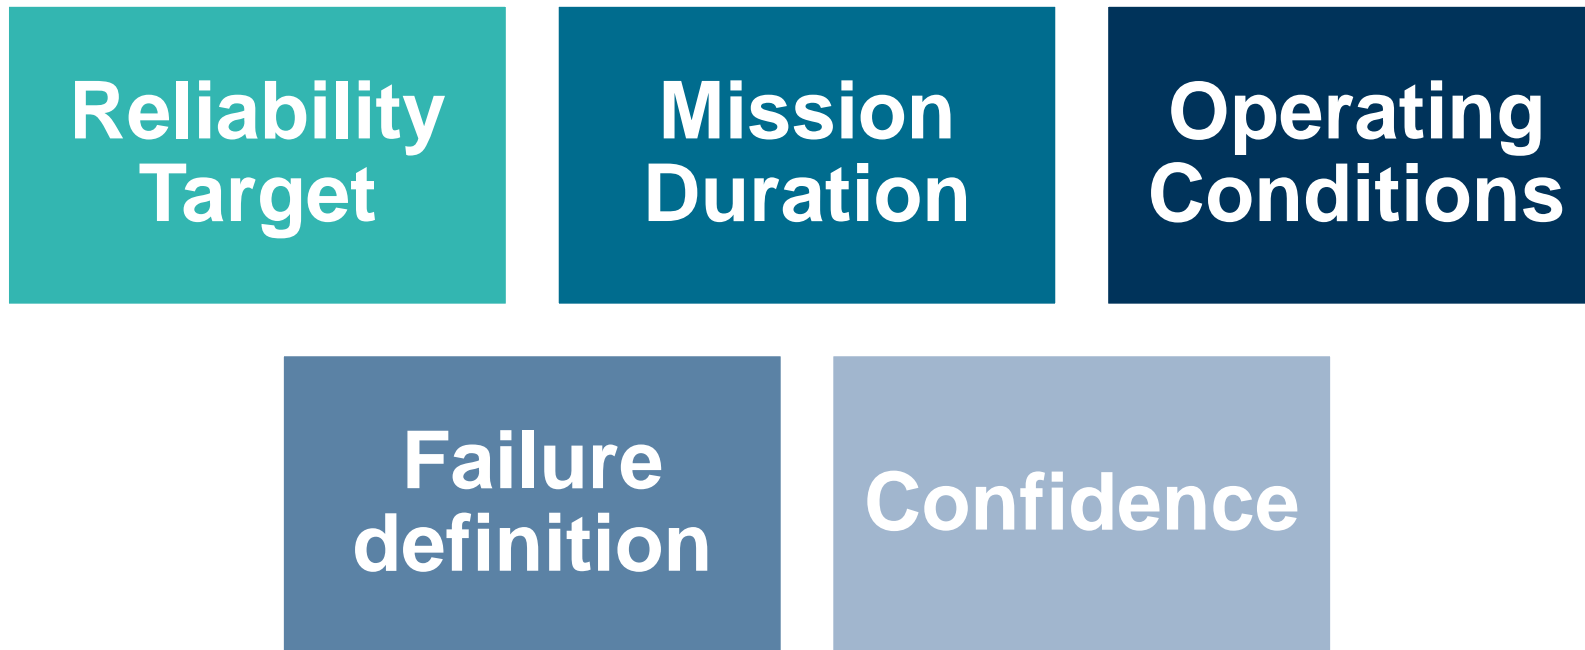 Reliability
Target
Mission
Duration
Operating
Conditions
Failure
definition
Confidence